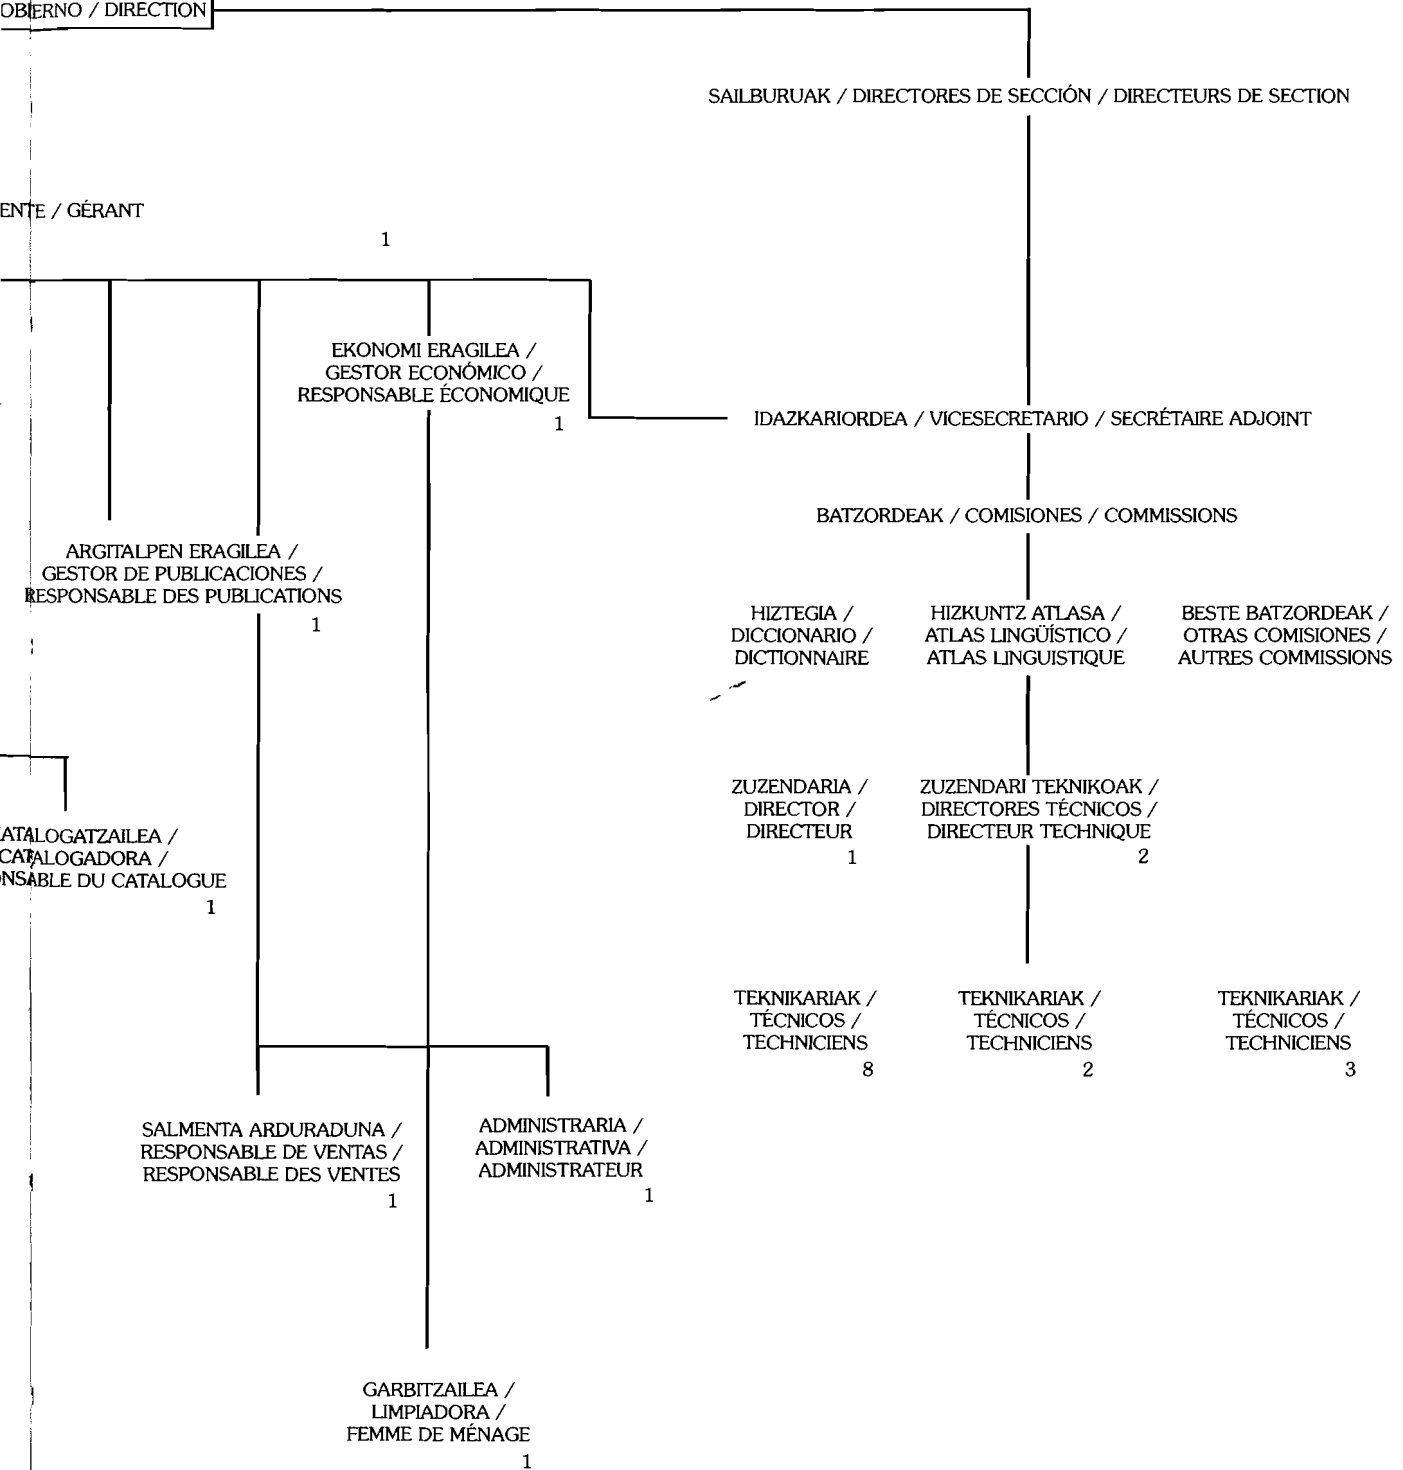 OBIERNO / DIRECTION
SAILBURUAK / DIRECTORES DE SECCIÓN / DIRECTEURS DE SECTION
ENTE / GÉRANT
1
EKONOMI ERAGILEA /
GESTOR ECONÓMICO /
RESPONSABLE ÉCONOMIQUE
1
IDAZKARIORDEA / VICESECRETARIO / SECRÉTAIRE ADJOINT
BATZORDEAK / COMISIONES / COMMISSIONS
ARGITALPEN ERAGILEA /
GESTOR DE PUBLICACIONES /
RESPONSABLE DES PUBLICATIONS
1
HIZTEGIA /
DICCIONARIO /
DICTIONNAIRE
HIZKUNTZ ATLASA /
ATLAS LINGÜÍSTICO /
ATLAS LINGUISTIQUE
BESTE BATZORDEAK /
OTRAS COMISIONES /
AUTRES COMMISSIONS
ZUZENDARIA /
DIRECTOR /
DIRECTEUR
1
ZUZENDARI TEKNIKOAK /
DIRECTORES TÉCNICOS /
DIRECTEUR TECHNIQUE
2
ATALOGATZAILEA /
CATALOGADORA /
ONSABLE DU CATALOGUE
1
TEKNIKARIAK /
TÉCNICOS /
TECHNICIENS
8
TEKNIKARIAK /
TÉCNICOS /
TECHNICIENS
2
TEKNIKARIAK /
TÉCNICOS /
TECHNICIENS
3
SALMENTA ARDURADUNA /
RESPONSABLE DE VENTAS /
RESPONSABLE DES VENTES
1
ADMINISTRARIA /
ADMINISTRATIVA /
ADMINISTRATEUR
1
GARBITZAILEA /
LIMPIADORA /
FEMME DE MÉNAGE
1